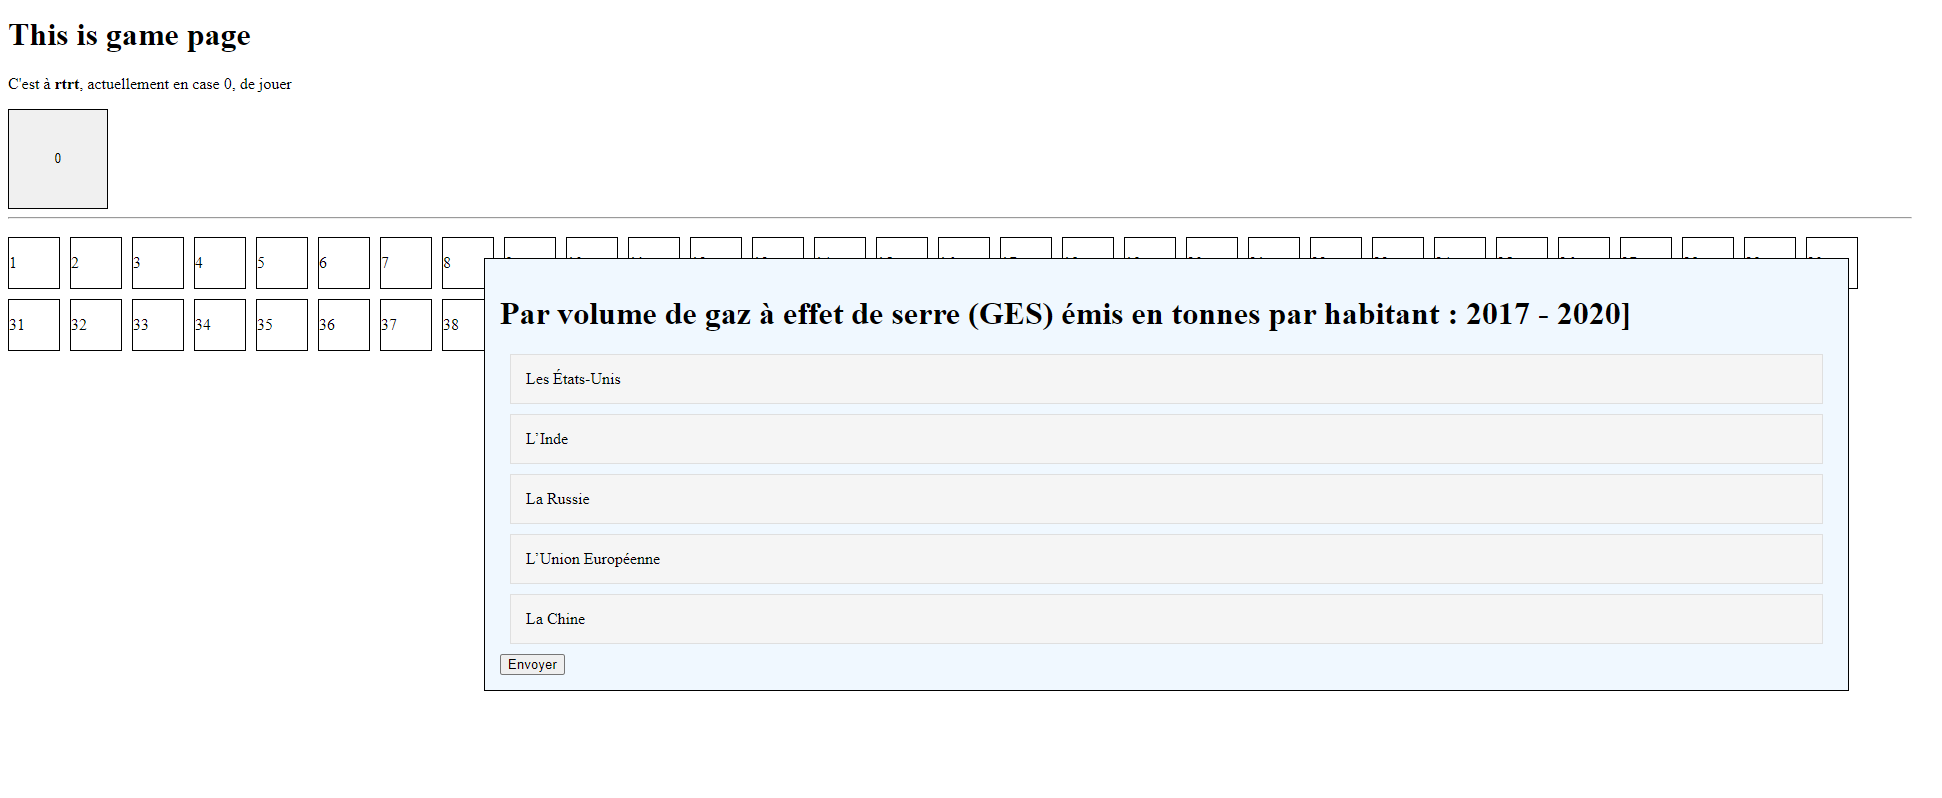 This is game page
C'est à rtrt, actuellement en case 0, de jouer
0
1 2 3 4 5 6 7 8
31 32 33 34 35 36 37 38
Par volume de gaz à effet de serre (GES) émis en tonnes par habitant : 2017 - 2020]
Les États-Unis
L’Inde
La Russie
L’Union Européenne
La Chine
Envoyer